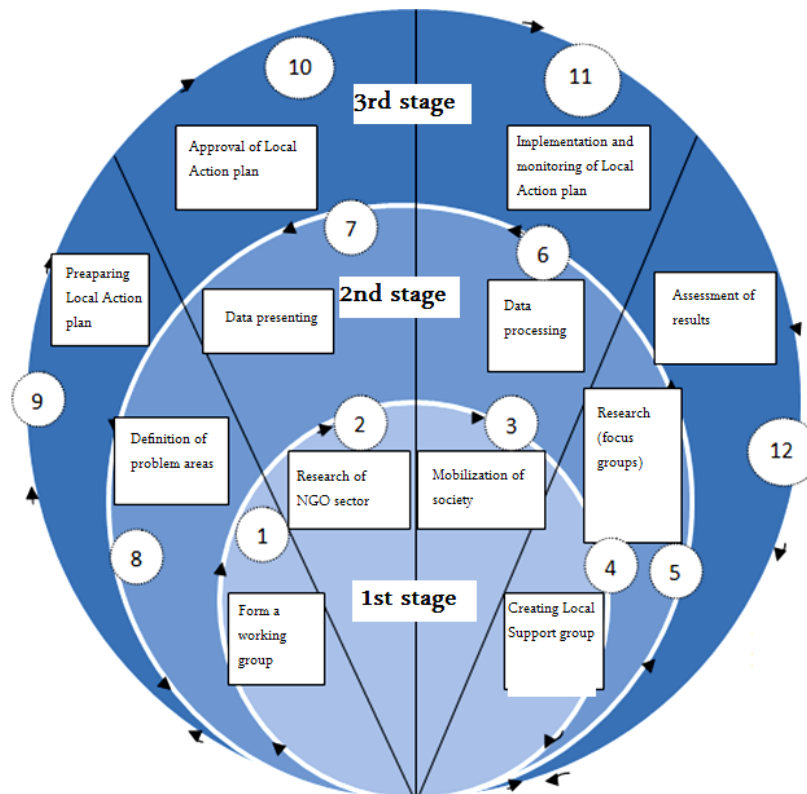 10
11
3rd stage
Approval of Local
Action plan
Implementation and
monitoring of Local
Action plan
7
6
Preaparing
Local Action
plan
2nd stage
Data presenting
Data
processing
Assessment of
results
9
2
3
12
Definition of
problem areas
Research
(focus
groups)
Research of
NGO sector
Mobilization of
society
1
8
4
5
1st stage
Form a
working
group
Creating Local
Support group